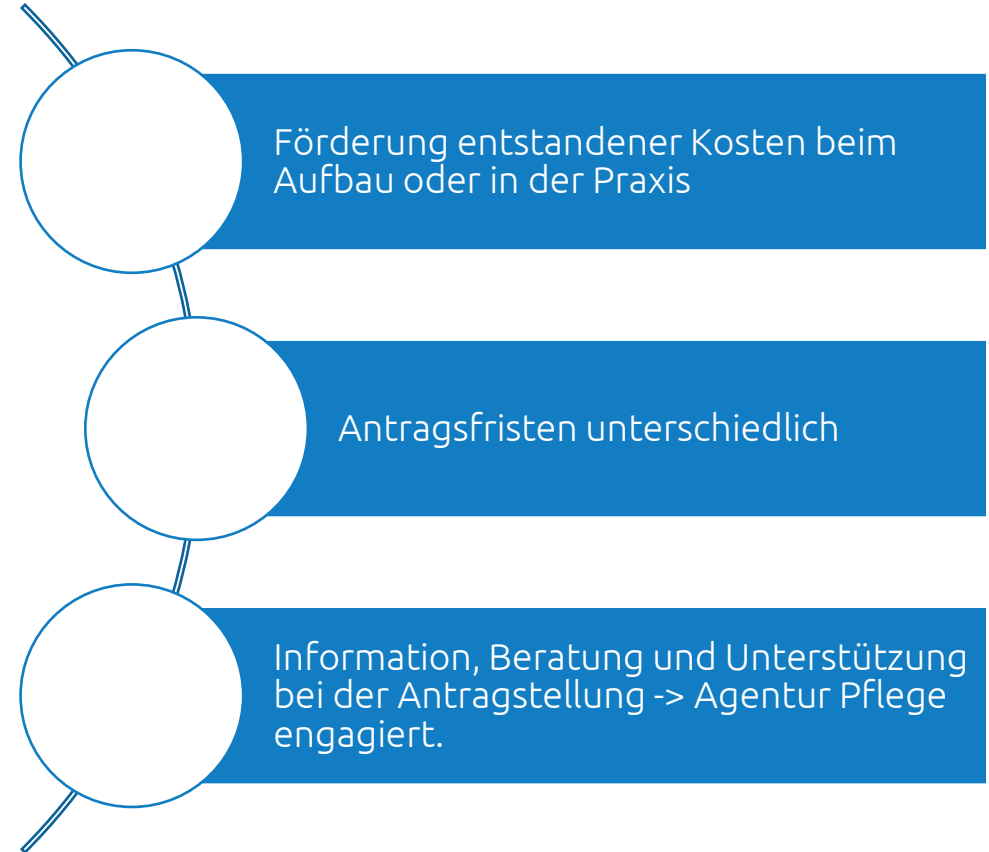 Förderung entstandener Kosten beim
Aufbau oder in der Praxis
Antragsfristen unterschiedlich
Information, Beratung und Unterstützung
bei der Antragstellung -> Agentur Pflege
engagiert.